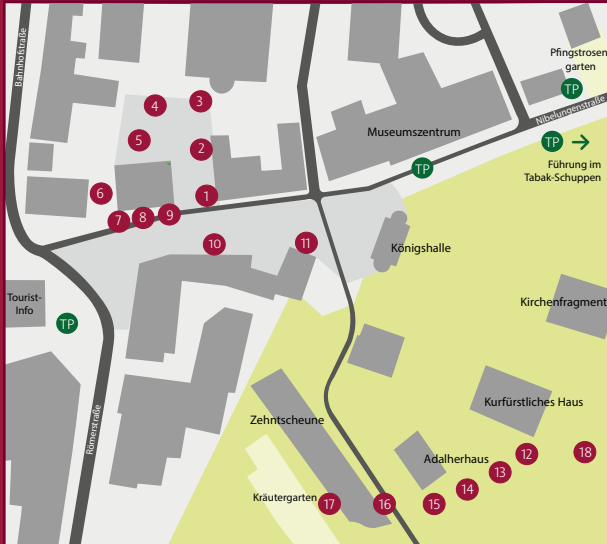 Bahnhofstraße
Pfingstrosen
garten
TP
Nibelungenstraße
4
3
5
2
Museumszentrum
TP
TP
Führung im
Tabak-Schuppen
6
1
7
8
9
10
11
Königshalle
Tourist-
Info
TP
Kirchenfragment
Römerstraße
Zehntscheune
Kurfürstliches Haus
Adalherhaus
12
18
13
14
Kräutergarten
17
16
15